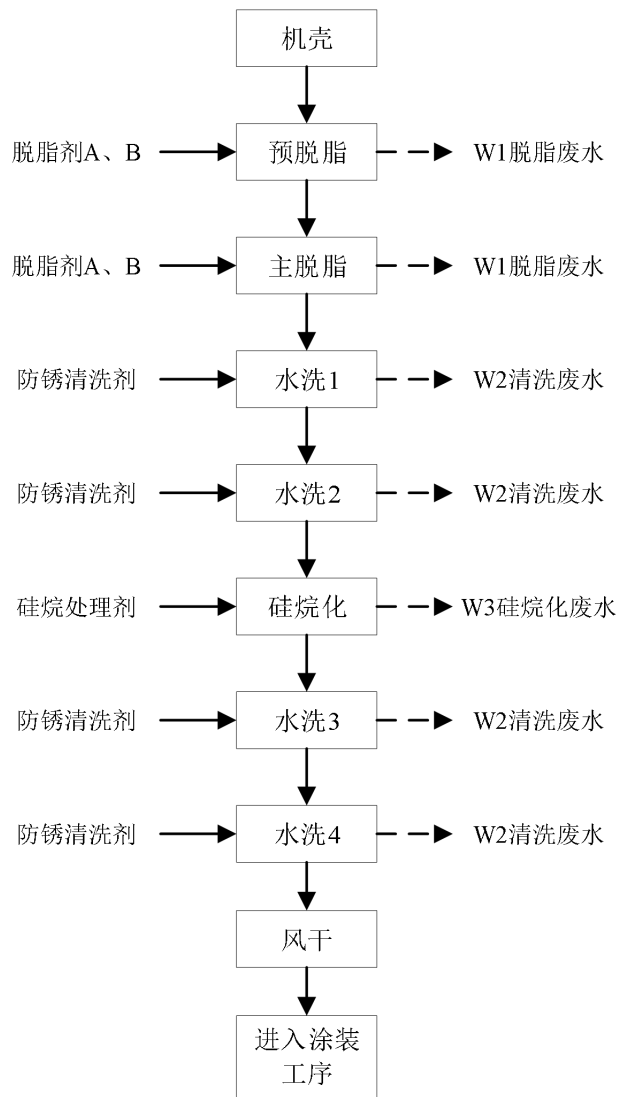 机壳
脱脂剂A、B
预脱脂
W1脱脂废水
脱脂剂A、B
主脱脂
W1脱脂废水
防锈清洗剂
水洗1
W2清洗废水
防锈清洗剂
水洗2
W2清洗废水
硅烷处理剂
硅烷化
W3硅烷化废水
防锈清洗剂
水洗3
W2清洗废水
防锈清洗剂
水洗4
W2清洗废水
风干
进入涂装
工序